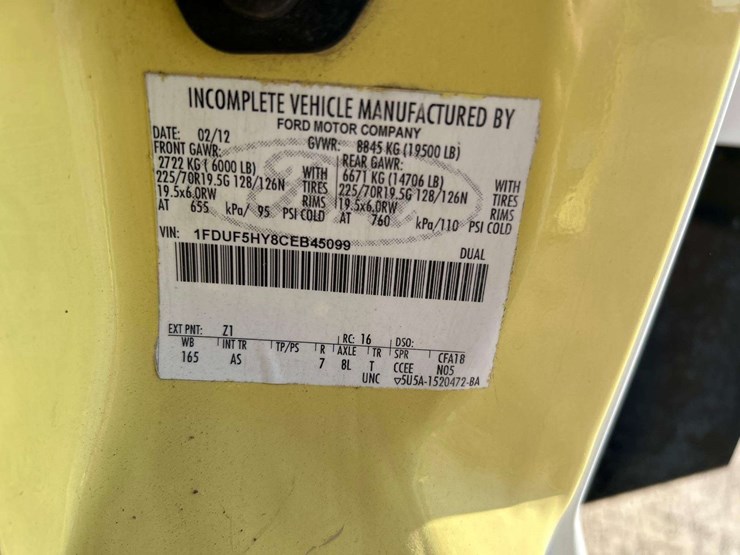 INCOMPLETE VEHICLE MANUFACTURED BY
FORD MOTOR COMPANY
DATE: 02/12 GVWR: 8845 KG (19500 LB)
FRONT GAWR: REAR GAWR:
2722 KG ( 6000 LB) WITH 6671 KG (14706 LB) WITH
225/70R19.5G 128/126N TIRES 225/70R19.5G 128/126N TIRES
19.5x6.0RW RIMS 19.5x6.0RW RIMS
AT 655 kPa/ 95 PSI COLD AT 760 kPa/110 PSI COLD
VIN: 1FDUF5HY8CEB45099 DUAL
EXT PNT: Z1 RC: 16 DSO:
WB INT TR TP/PS R AXLE TR SPR CFA18
165 AS 7 8L T CCEE N05
UNC ▽5U5A-1520472-BA